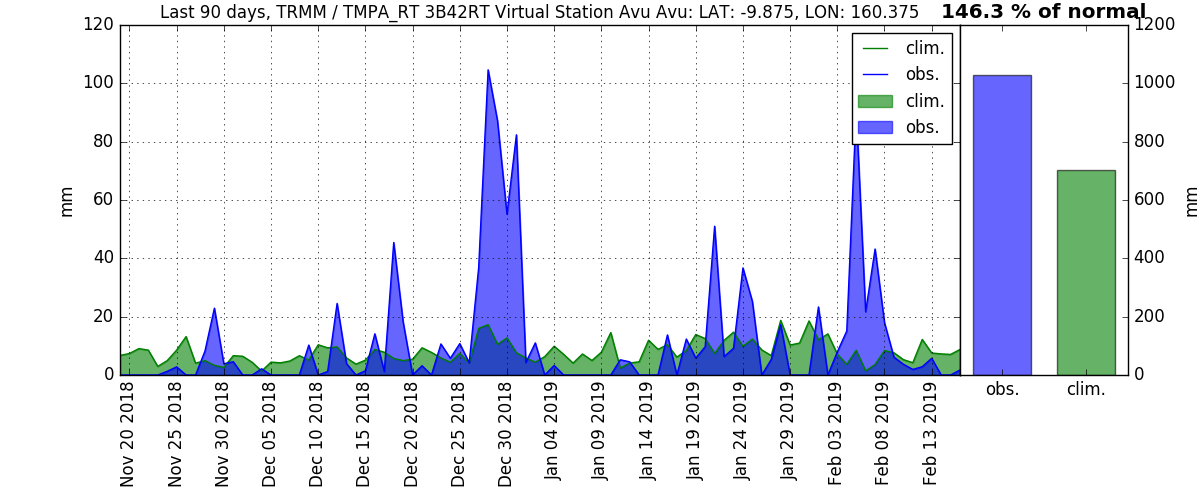 Last 90 days, TRMM / TMPA_RT 3B42RT Virtual Station Avu Avu: LAT: -9.875, LON: 160.375
146.3 % of normal
120
100
80
60
40
20
0
mm
clim.
obs.
clim.
obs.
Nov 20 2018
Nov 25 2018
Nov 30 2018
Dec 05 2018
Dec 10 2018
Dec 15 2018
Dec 20 2018
Dec 25 2018
Dec 30 2018
Jan 04 2019
Jan 09 2019
Jan 14 2019
Jan 19 2019
Jan 24 2019
Jan 29 2019
Feb 03 2019
Feb 08 2019
Feb 13 2019
1200
1000
800
600
400
200
0
mm
obs.
clim.